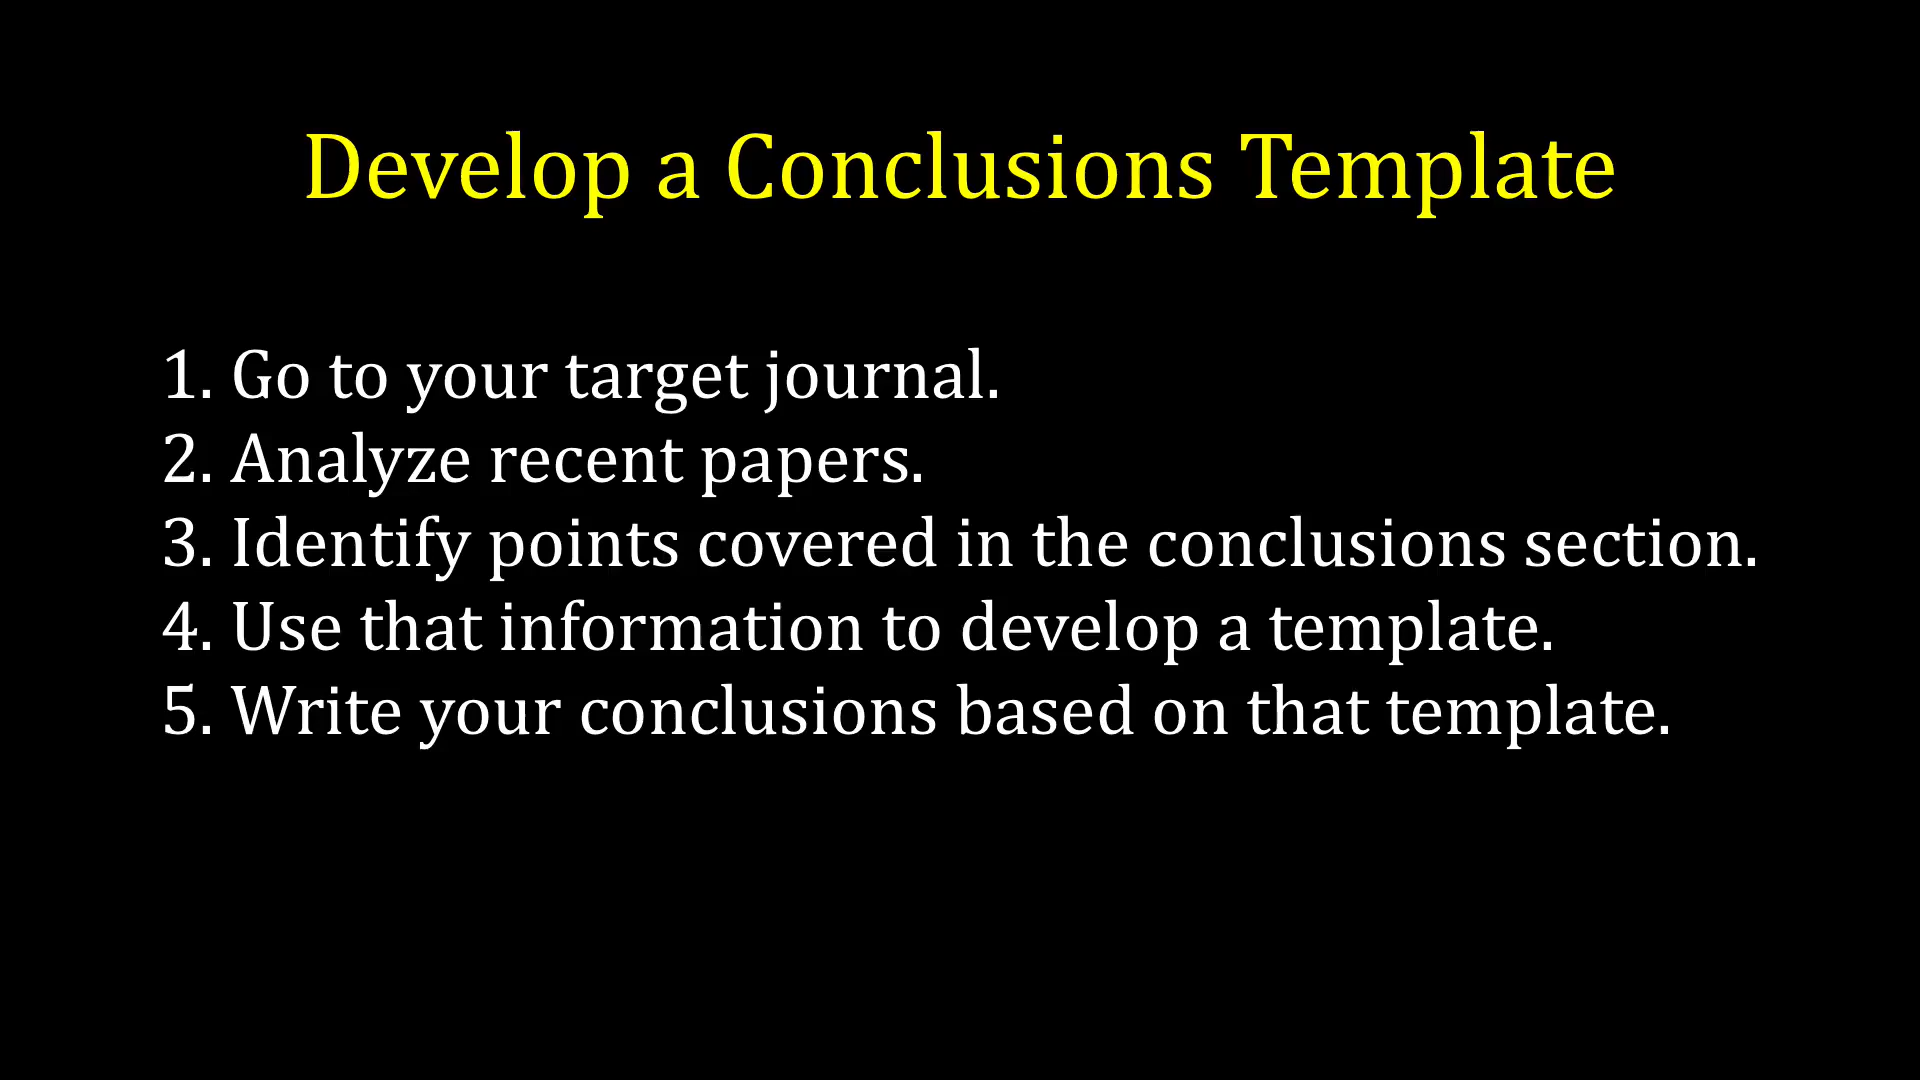 Develop a Conclusions Template
1. Go to your target journal.
2. Analyze recent papers.
3. Identify points covered in the conclusions section.
4. Use that information to develop a template.
5. Write your conclusions based on that template.